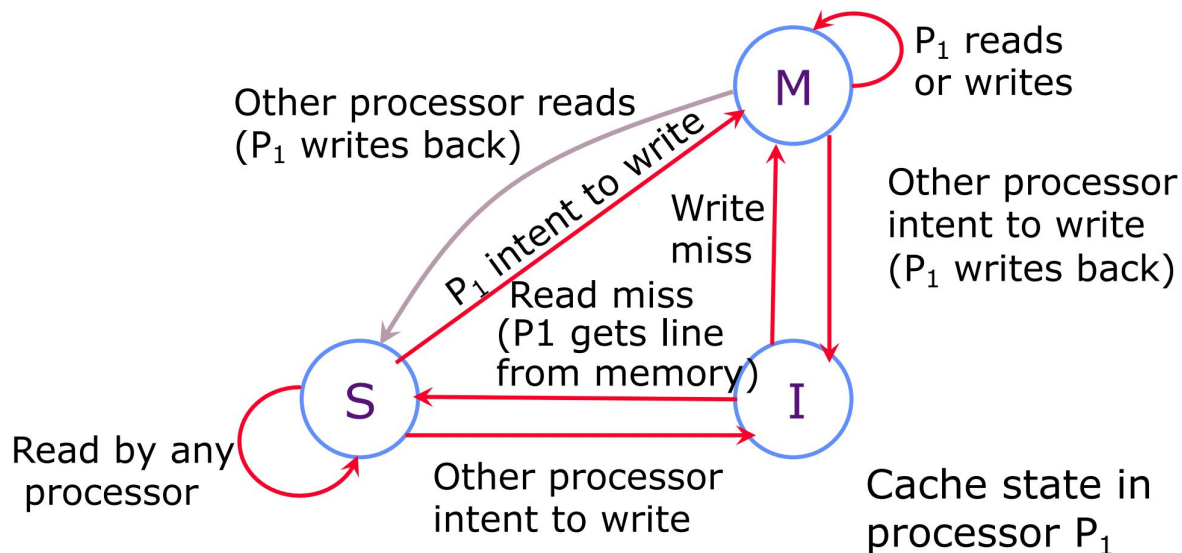 M
P₁ reads
or writes
Other processor reads
(P₁ writes back)
P₁ intent to write
Write
miss
Other processor
intent to write
(P₁ writes back)
Read miss
(P1 gets line
from memory)
S
I
Read by any
processor
Other processor
intent to write
Cache state in
processor P₁